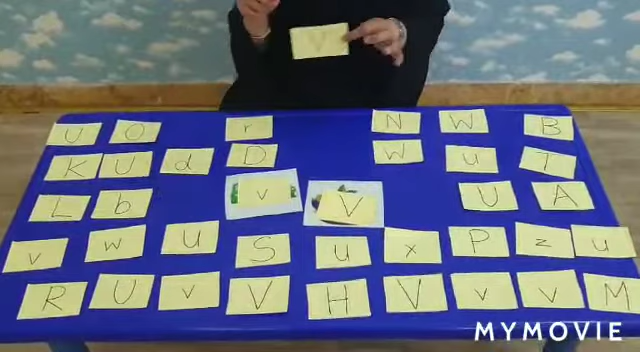 V
U O r N W B
K U d D W u T
L b v V U A
v w U S u x P z u
R U v V H V v v M
MYMOVIE